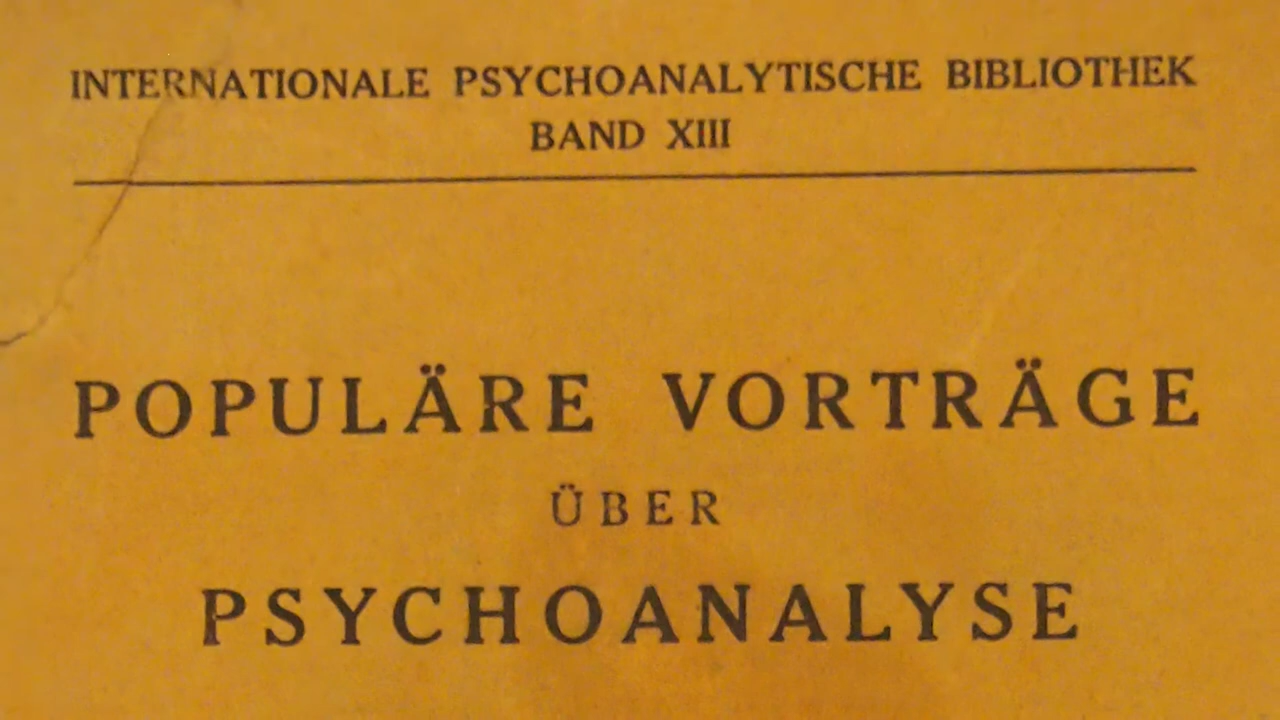 INTERNATIONALE PSYCHOANALYTISCHE BIBLIOTHEK
BAND XIII
POPULÄRE VORTRÄGE
ÜBER
PSYCHOANALYSE